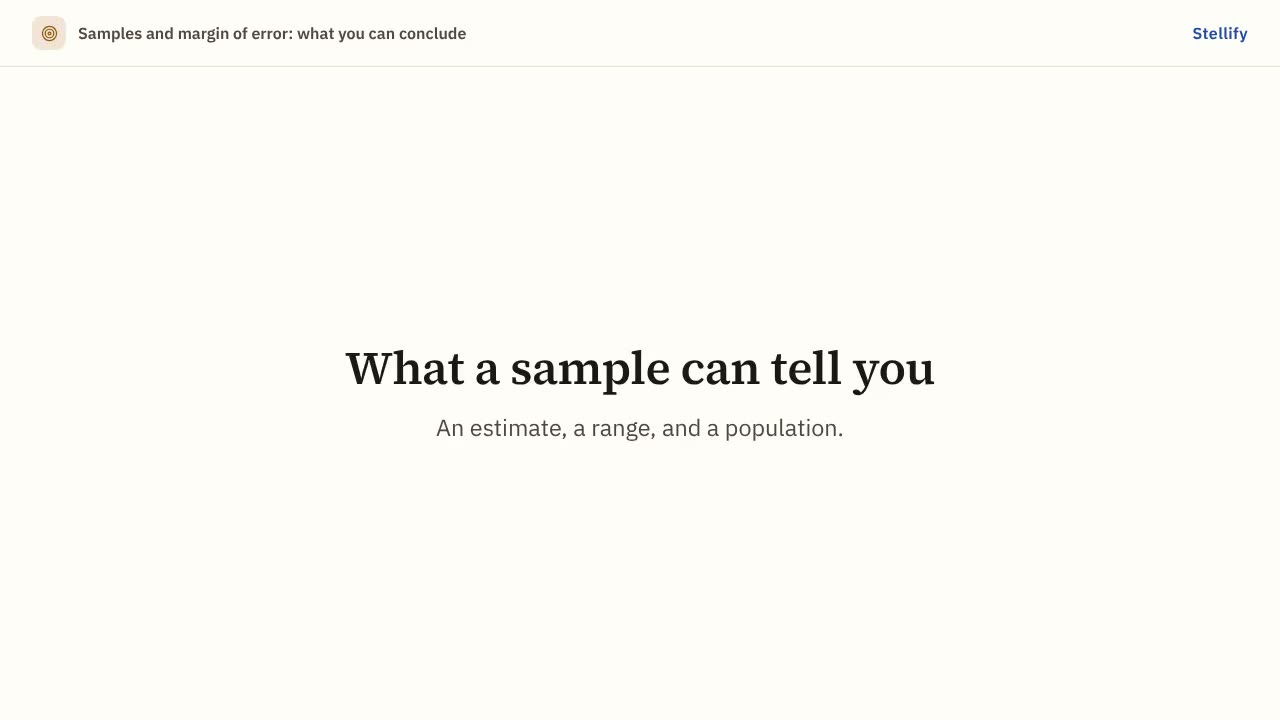 Samples and margin of error: what you can conclude
Stellify
What a sample can tell you
An estimate, a range, and a population.